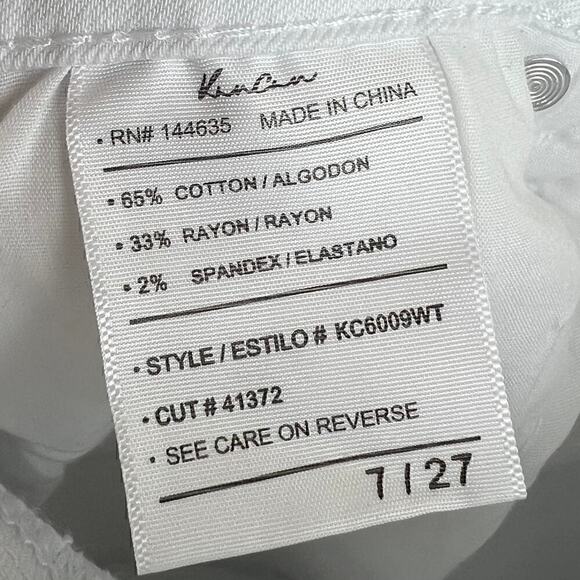 KanCan
• RN# 144635 MADE IN CHINA
• 65% COTTON / ALGODON
• 33% RAYON / RAYON
• 2% SPANDEX / ELASTANO
• STYLE / ESTILO # KC6009WT
• CUT # 41372
• SEE CARE ON REVERSE
7 / 27